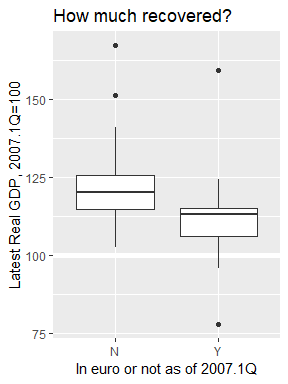 How much recovered?
Latest Real GDP, 2007.1Q=100
150
125
100
75
N Y
In euro or not as of 2007.1Q